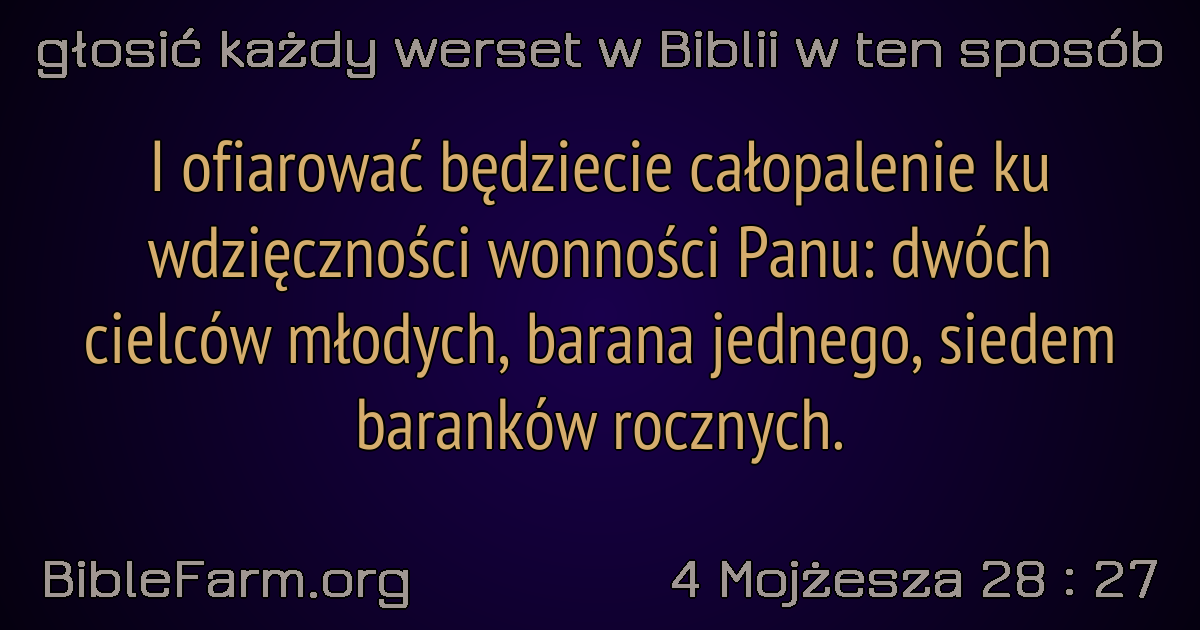 głosić każdy werset w Biblii w ten sposób
I ofiarować będziecie całopalenie ku
wdzięczności wonności Panu: dwóch
cielców młodych, barana jednego, siedem
baranków rocznych.
BibleFarm.org
4 Mojżesza 28 : 27